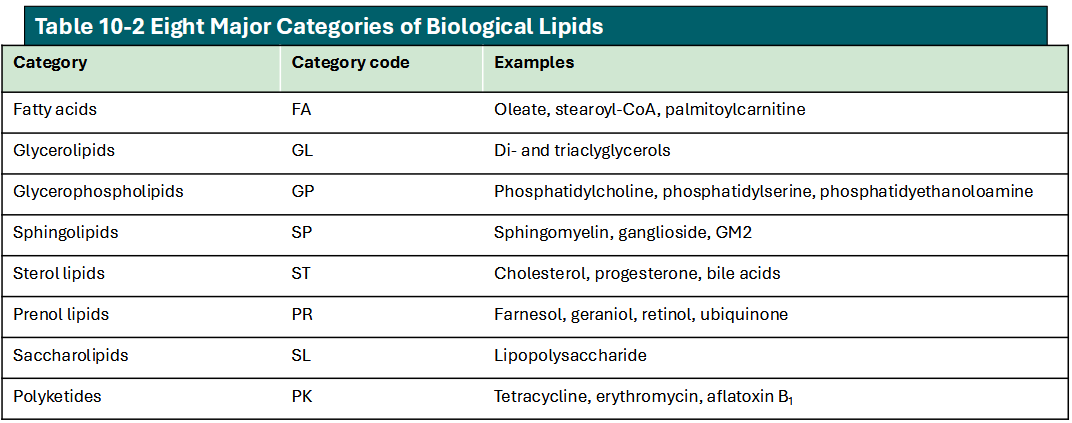 Table 10-2 Eight Major Categories of Biological Lipids
Category Category code Examples
Fatty acids FA Oleate, stearoyl-CoA, palmitoylcarnitine
Glycerolipids GL Di- and triaclyglycerols
Glycerophospholipids GP Phosphatidylcholine, phosphatidylserine, phosphatidyethanoloamine
Sphingolipids SP Sphingomyelin, ganglioside, GM2
Sterol lipids ST Cholesterol, progesterone, bile acids
Prenol lipids PR Farnesol, geraniol, retinol, ubiquinone
Saccharolipids SL Lipopolysaccharide
Polyketides PK Tetracycline, erythromycin, aflatoxin B₁